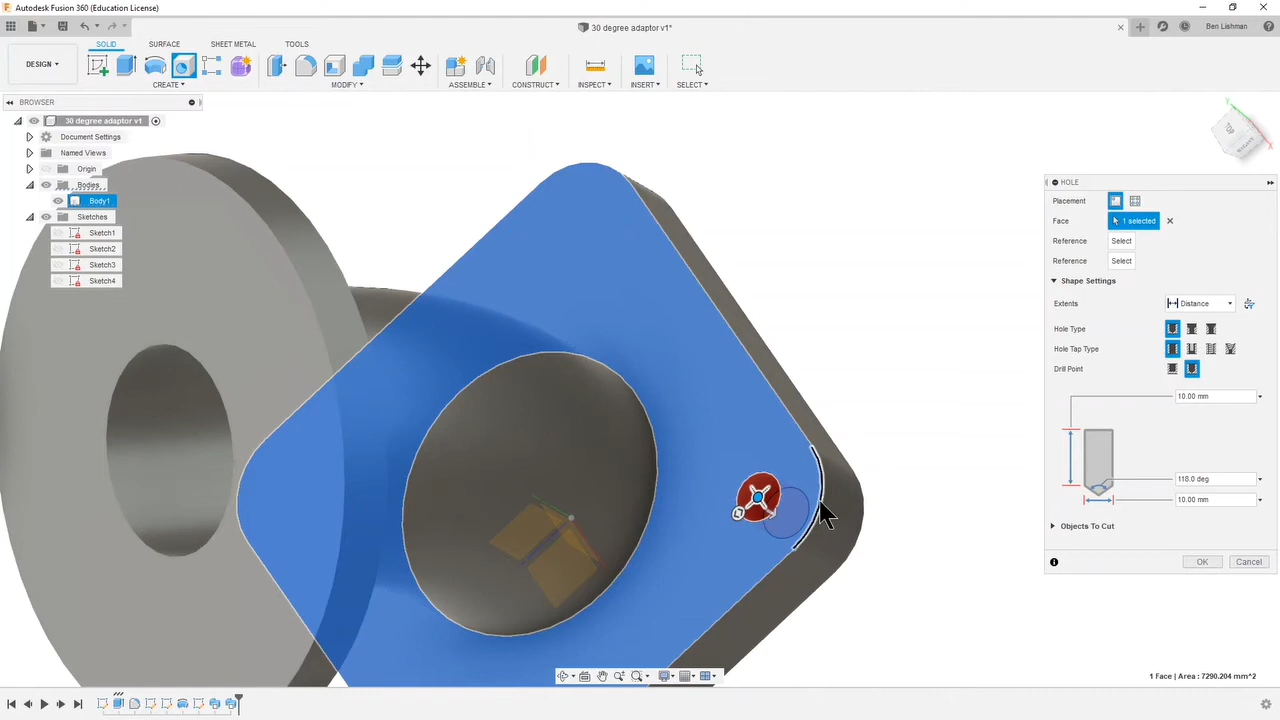 Autodesk Fusion 360 (Education License)
30 degree adaptor v1*
Ben Lishman
SOLID SURFACE SHEET METAL TOOLS
DESIGN
CREATE MODIFY ASSEMBLE CONSTRUCT INSPECT INSERT SELECT
BROWSER
30 degree adaptor v1
Document Settings
Named Views
Origin
Bodies
Body1
Sketches
Sketch1
Sketch2
Sketch3
Sketch4
RIGHT
HOLE
Placement
Face 1 selected
Reference Select
Reference Select
Shape Settings
Extents Distance
Hole Type
Hole Tap Type
Drill Point
10.00 mm
118.0 deg
10.00 mm
Objects To Cut
OK Cancel
1 Face | Area : 7290.204 mm^2